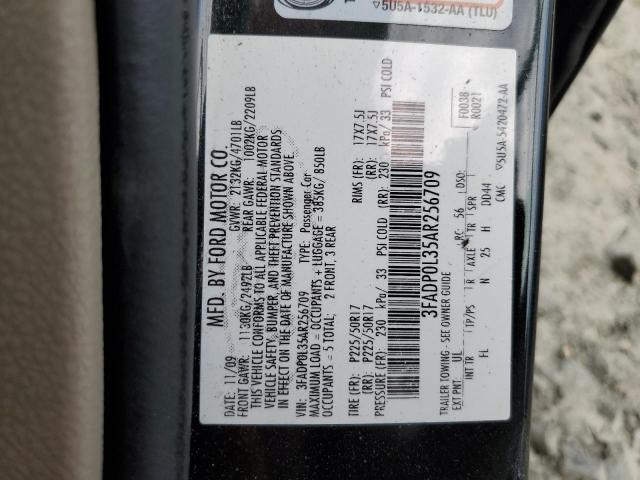 5U5A-1532-AA (TLU)
MFD. BY FORD MOTOR CO.
DATE: 11/09 GVWR: 2132KG/4701LB
FRONT GAWR: 1130KG/2492LB REAR GAWR: 1002KG/2209LB
THIS VEHICLE CONFORMS TO ALL APPLICABLE FEDERAL MOTOR
VEHICLE SAFETY, BUMPER, AND THEFT PREVENTION STANDARDS
IN EFFECT ON THE DATE OF MANUFACTURE SHOWN ABOVE.
VIN: 3FADP0L35AR256709 TYPE: Passenger Car
MAXIMUM LOAD = OCCUPANTS + LUGGAGE = 385KG/ 850LB
OCCUPANTS = 5 TOTAL; 2 FRONT, 3 REAR
TIRE (FR): P225/50R17 RIMS (FR): 17X7.5J
(RR): P225/50R17 (RR): 17X7.5J
PRESSURE (FR): 230 kPa/ 33 PSI COLD (RR): 230 kPa/ 33 PSI COLD
3FADP0L35AR256709
TRAILER TOWING - SEE OWNER GUIDE
F0038
R0021
EXT PNT: UL RC: 56 DSO:
INT TR TP/PS R AXLE TR SPR
FL N 25 H DD44
CMC 5U5A-5420472-AA